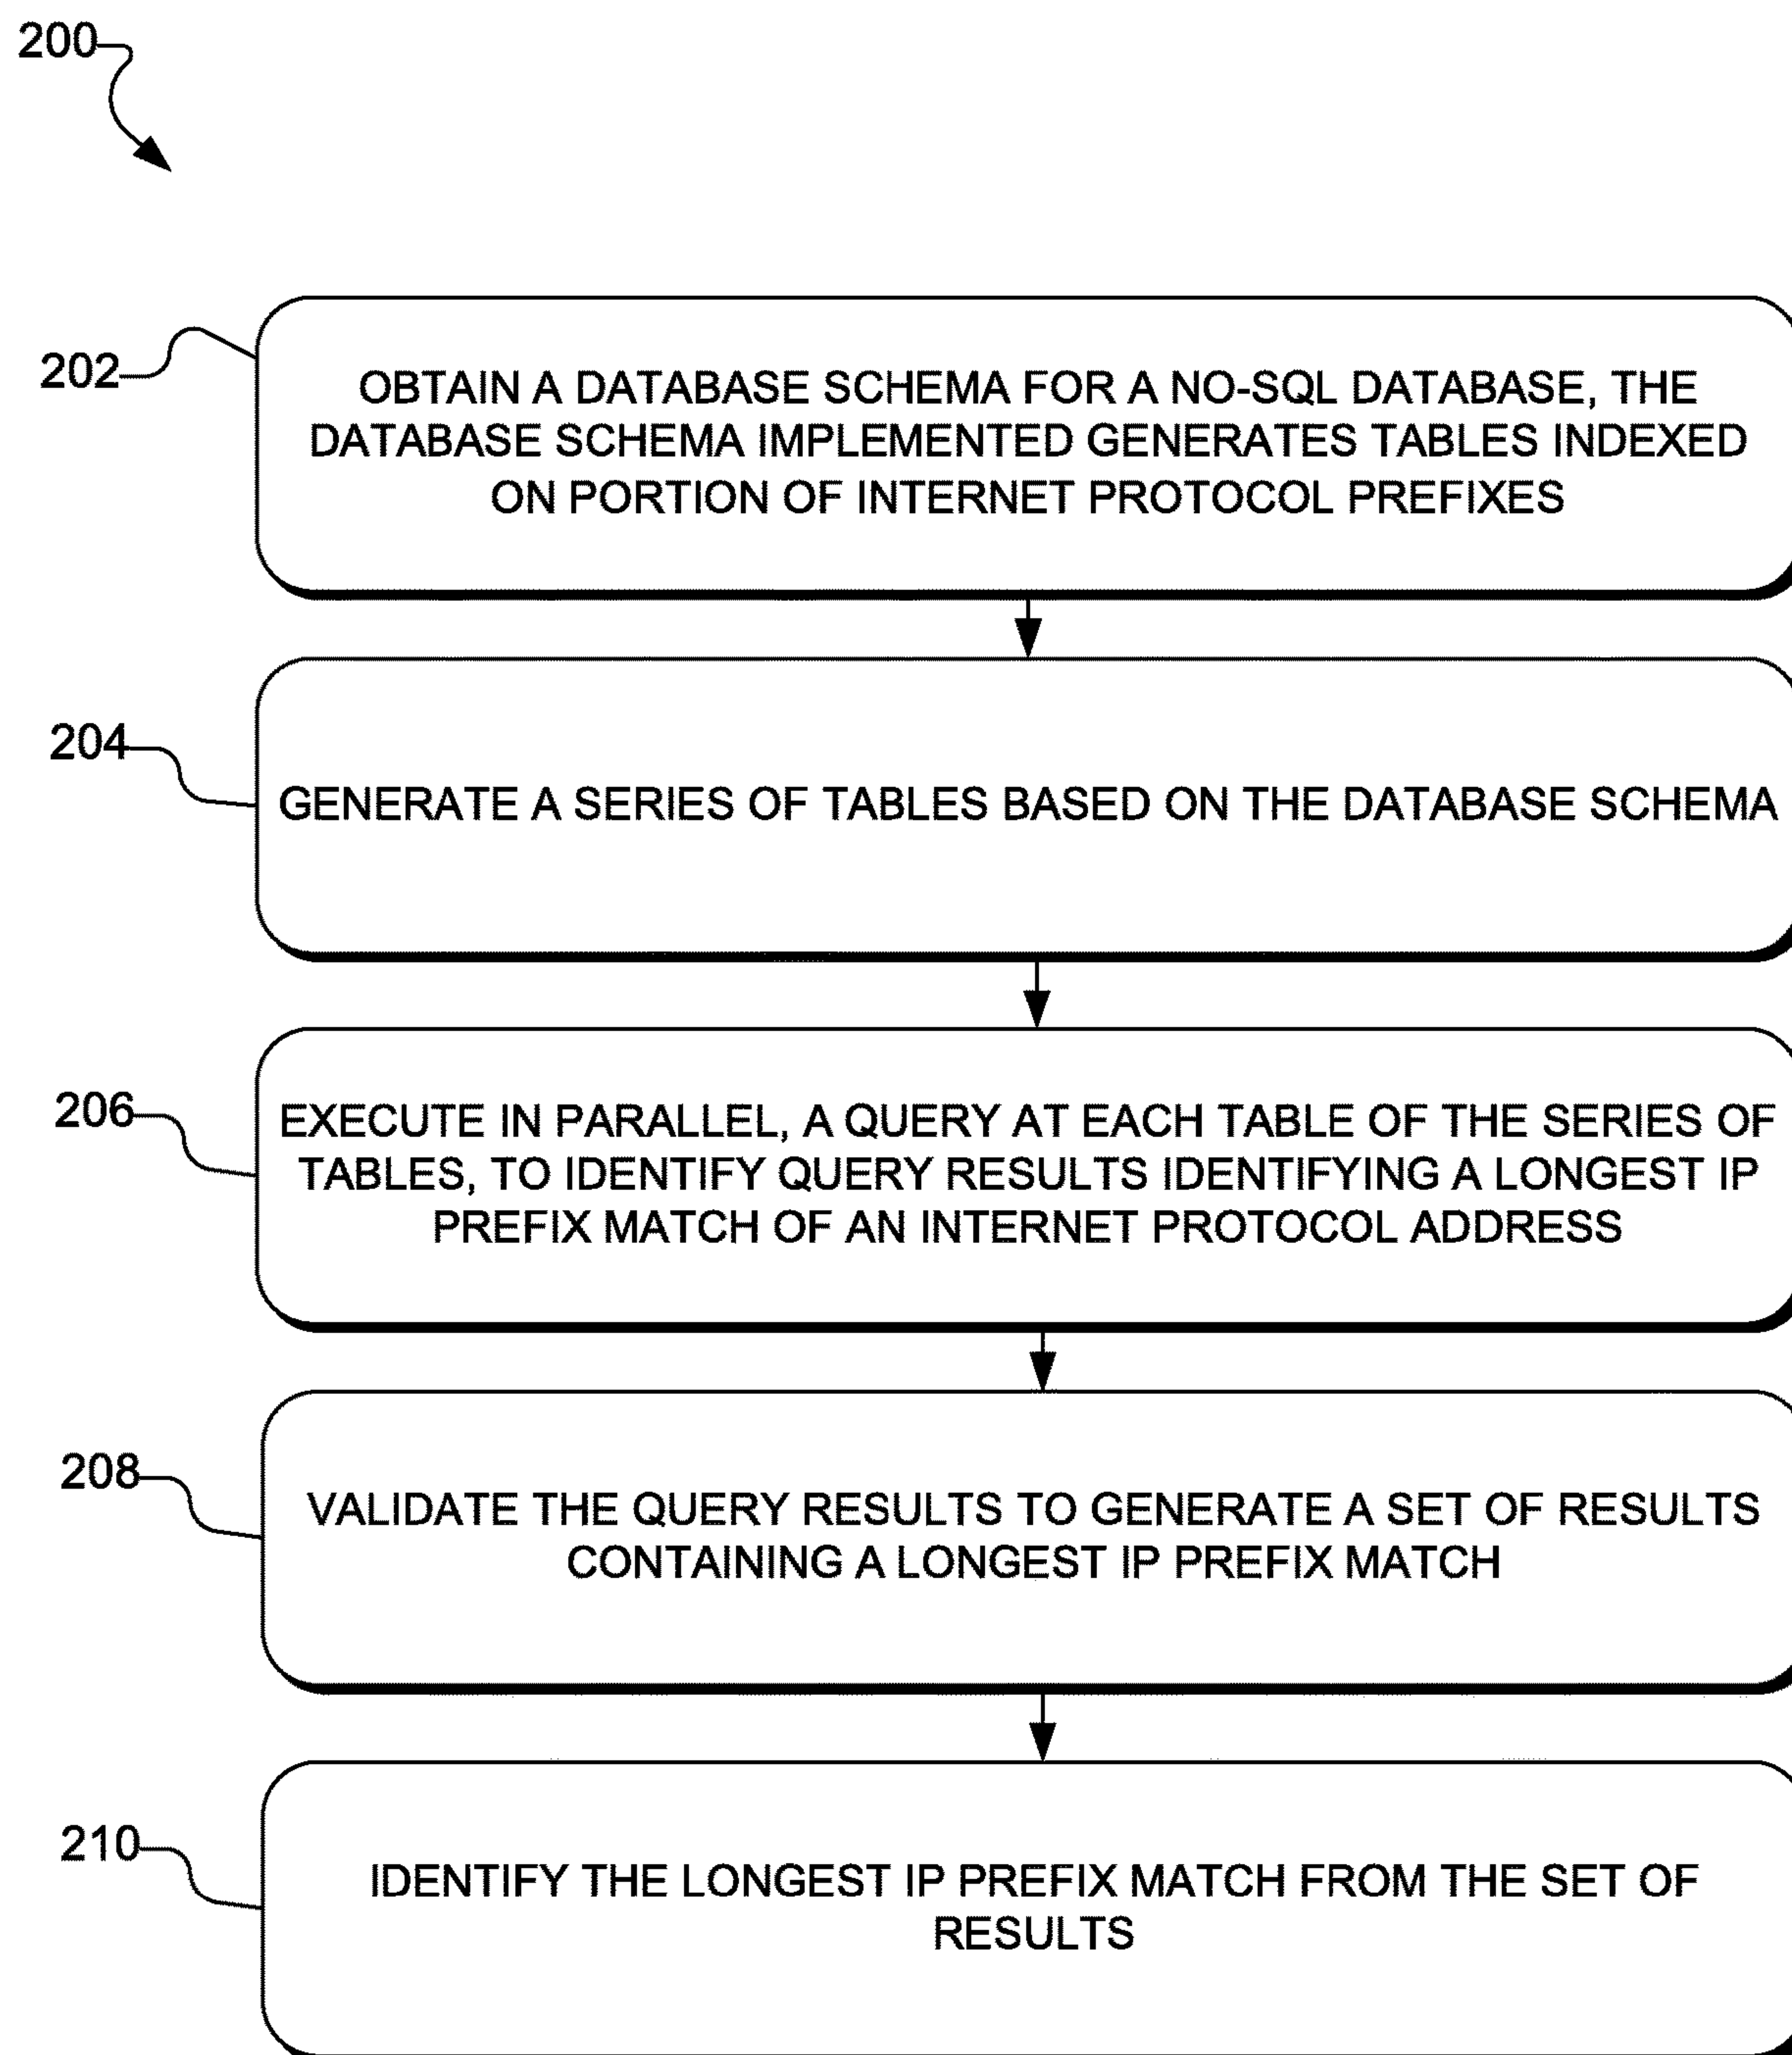 200
202
OBTAIN A DATABASE SCHEMA FOR A NO-SQL DATABASE, THE
DATABASE SCHEMA IMPLEMENTED GENERATES TABLES INDEXED
ON PORTION OF INTERNET PROTOCOL PREFIXES
204
GENERATE A SERIES OF TABLES BASED ON THE DATABASE SCHEMA
206
EXECUTE IN PARALLEL, A QUERY AT EACH TABLE OF THE SERIES OF
TABLES, TO IDENTIFY QUERY RESULTS IDENTIFYING A LONGEST IP
PREFIX MATCH OF AN INTERNET PROTOCOL ADDRESS
208
VALIDATE THE QUERY RESULTS TO GENERATE A SET OF RESULTS
CONTAINING A LONGEST IP PREFIX MATCH
210
IDENTIFY THE LONGEST IP PREFIX MATCH FROM THE SET OF
RESULTS